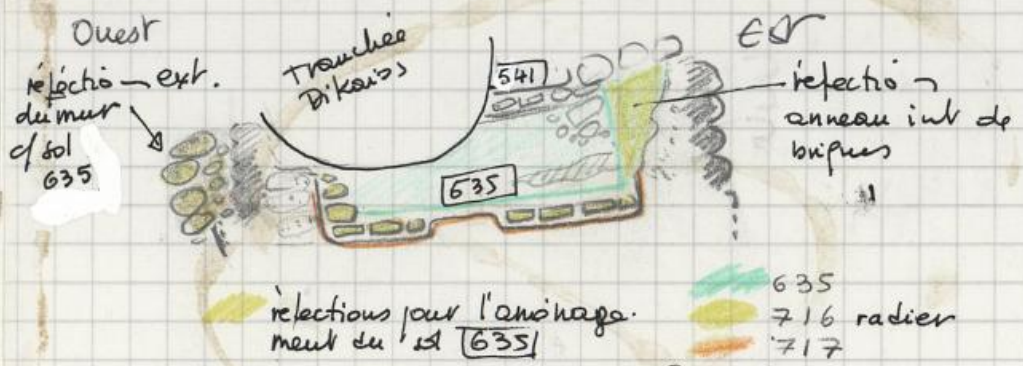 Ouest
réfectio- ext.
du mur
c/ sol
635
Tranchée
Dikaios
541
635
Est
réfectio-
anneau int de
briques
réfections pour l'aménage-
ment du sol 635
635
716 radier
717